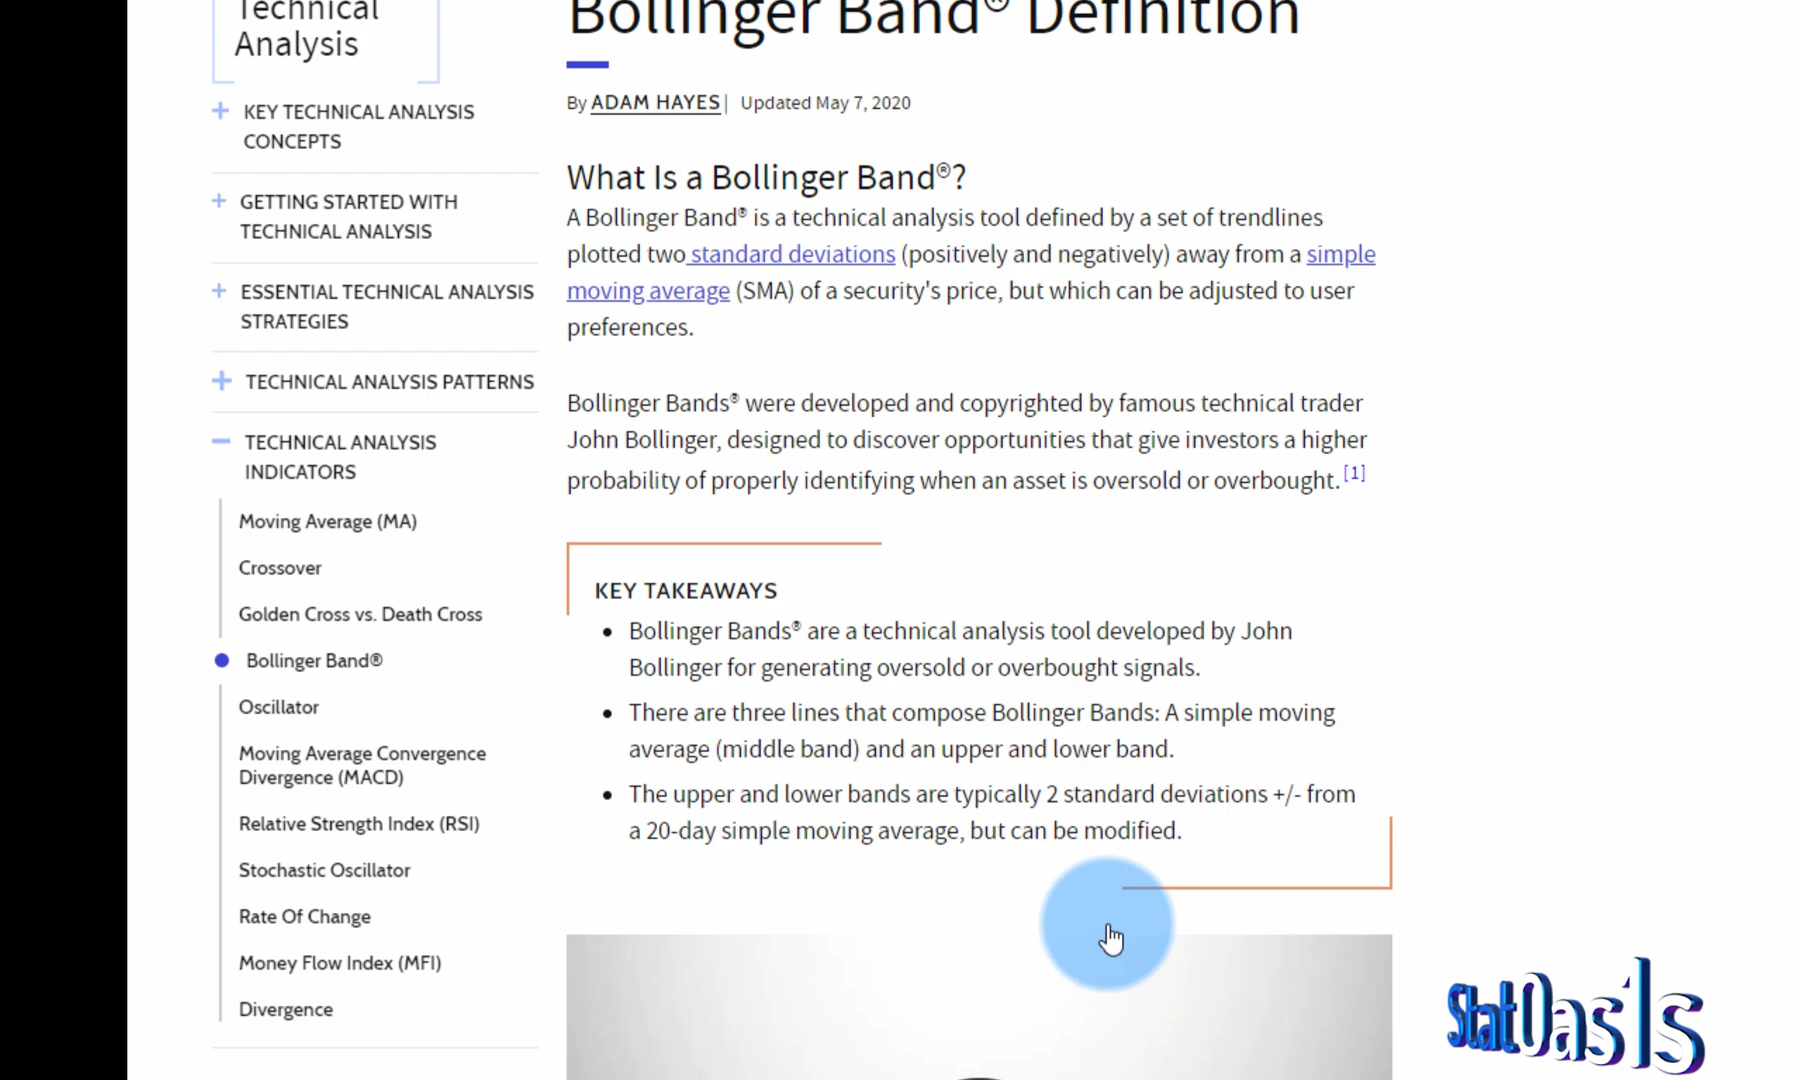 Technical
Analysis
KEY TECHNICAL ANALYSIS
CONCEPTS
GETTING STARTED WITH
TECHNICAL ANALYSIS
ESSENTIAL TECHNICAL ANALYSIS
STRATEGIES
TECHNICAL ANALYSIS PATTERNS
TECHNICAL ANALYSIS
INDICATORS
Moving Average (MA)
Crossover
Golden Cross vs. Death Cross
Bollinger Band®
Oscillator
Moving Average Convergence
Divergence (MACD)
Relative Strength Index (RSI)
Stochastic Oscillator
Rate Of Change
Money Flow Index (MFI)
Divergence
Bollinger Band® Definition
By ADAM HAYES | Updated May 7, 2020
What Is a Bollinger Band®?
A Bollinger Band® is a technical analysis tool defined by a set of trendlines
plotted two standard deviations (positively and negatively) away from a simple
moving average (SMA) of a security's price, but which can be adjusted to user
preferences.
Bollinger Bands® were developed and copyrighted by famous technical trader
John Bollinger, designed to discover opportunities that give investors a higher
probability of properly identifying when an asset is oversold or overbought. [1]
KEY TAKEAWAYS
• Bollinger Bands® are a technical analysis tool developed by John
Bollinger for generating oversold or overbought signals.
• There are three lines that compose Bollinger Bands: A simple moving
average (middle band) and an upper and lower band.
• The upper and lower bands are typically 2 standard deviations +/- from
a 20-day simple moving average, but can be modified.
StatOasis